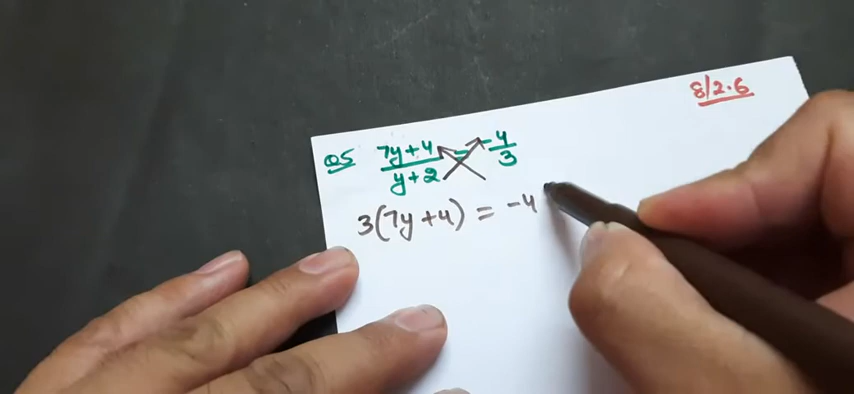 8/2.6
Q5 7y+4/y+2 = -4/3
3(7y+4) = -4